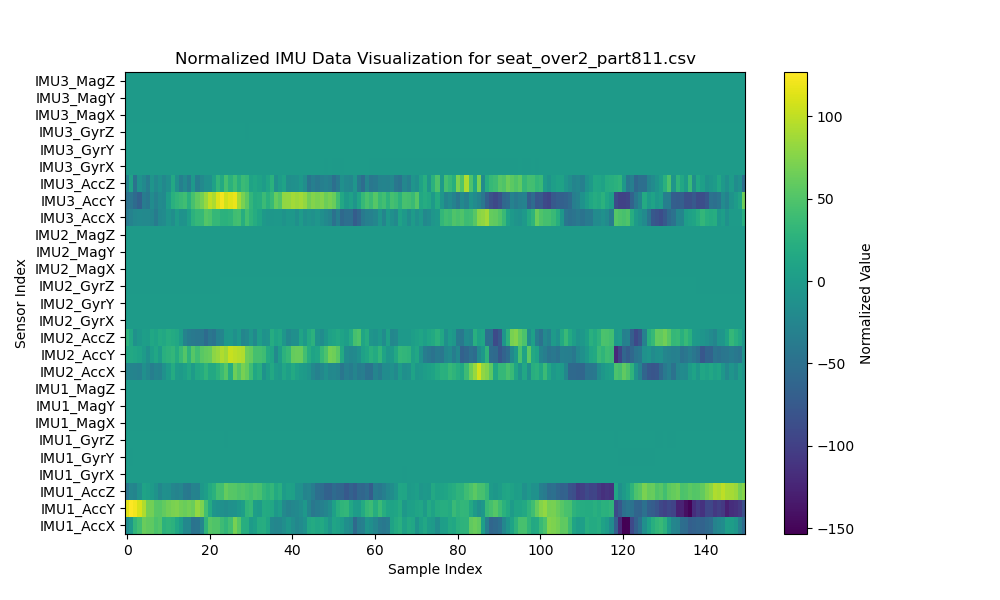 Normalized IMU Data Visualization for seat_over2_part811.csv
IMU3_MagZ
IMU3_MagY
IMU3_MagX
IMU3_GyrZ
IMU3_GyrY
IMU3_GyrX
IMU3_AccZ
IMU3_AccY
IMU3_AccX
IMU2_MagZ
IMU2_MagY
IMU2_MagX
IMU2_GyrZ
IMU2_GyrY
IMU2_GyrX
IMU2_AccZ
IMU2_AccY
IMU2_AccX
IMU1_MagZ
IMU1_MagY
IMU1_MagX
IMU1_GyrZ
IMU1_GyrY
IMU1_GyrX
IMU1_AccZ
IMU1_AccY
IMU1_AccX
Sensor Index
0 20 40 60 80 100 120 140
Sample Index
100
50
0
−50
−100
−150
Normalized Value